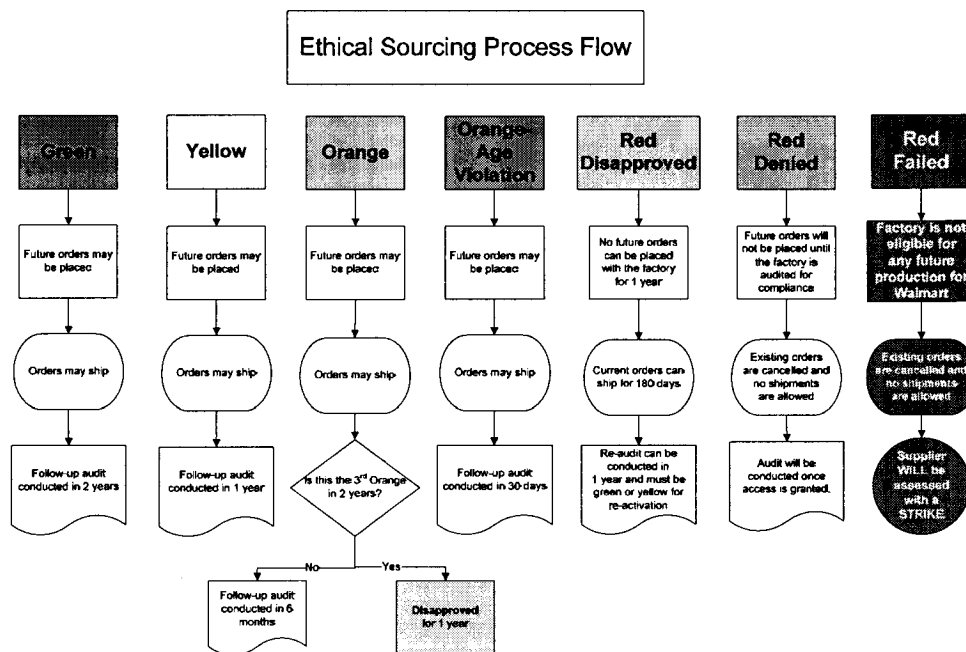 Ethical Sourcing Process Flow
Green
Future orders may
be placed
Orders may ship
Follow-up audit
conducted in 2 years
Yellow
Future orders may
be placed
Orders may ship
Follow-up audit
conducted in 1 year
Orange
Future orders may
be placed
Orders may ship
Is this the 3rd Orange
in 2 years?
No
Follow-up audit
conducted in 6
months
Yes
Disapproved
for 1 year
Orange-
Age
Violation
Future orders may
be placed
Orders may ship
Follow-up audit
conducted in 30 days
Red
Disapproved
No future orders
can be placed
with the factory
for 1 year
Current orders can
ship for 180 days
Re-audit can be
conducted in
1 year and must be
green or yellow for
re-activation
Red
Denied
Future orders will
not be placed until
the factory is
audited for
compliance
Existing orders
are cancelled and
no shipments
are allowed
Audit will be
conducted once
access is granted.
Red
Failed
Factory is not
eligible for
any future
production for
Walmart
Existing orders
are cancelled and
no shipments
are allowed
Supplier
WILL be
assessed
with a
STRIKE